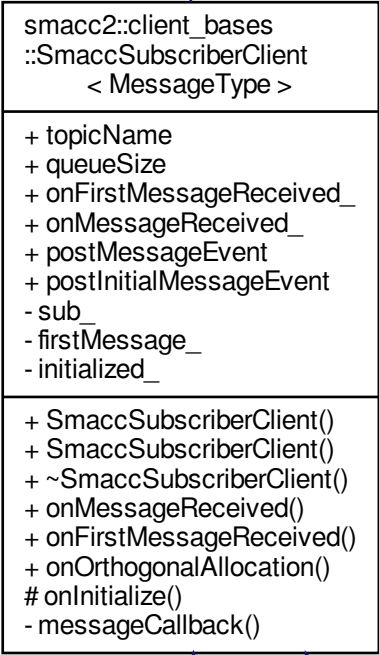 smacc2::client_bases
::SmaccSubscriberClient
< MessageType >
+ topicName
+ queueSize
+ onFirstMessageReceived_
+ onMessageReceived_
+ postMessageEvent
+ postInitialMessageEvent
- sub_
- firstMessage_
- initialized_
+ SmaccSubscriberClient()
+ SmaccSubscriberClient()
+ ~SmaccSubscriberClient()
+ onMessageReceived()
+ onFirstMessageReceived()
+ onOrthogonalAllocation()
# onInitialize()
- messageCallback()